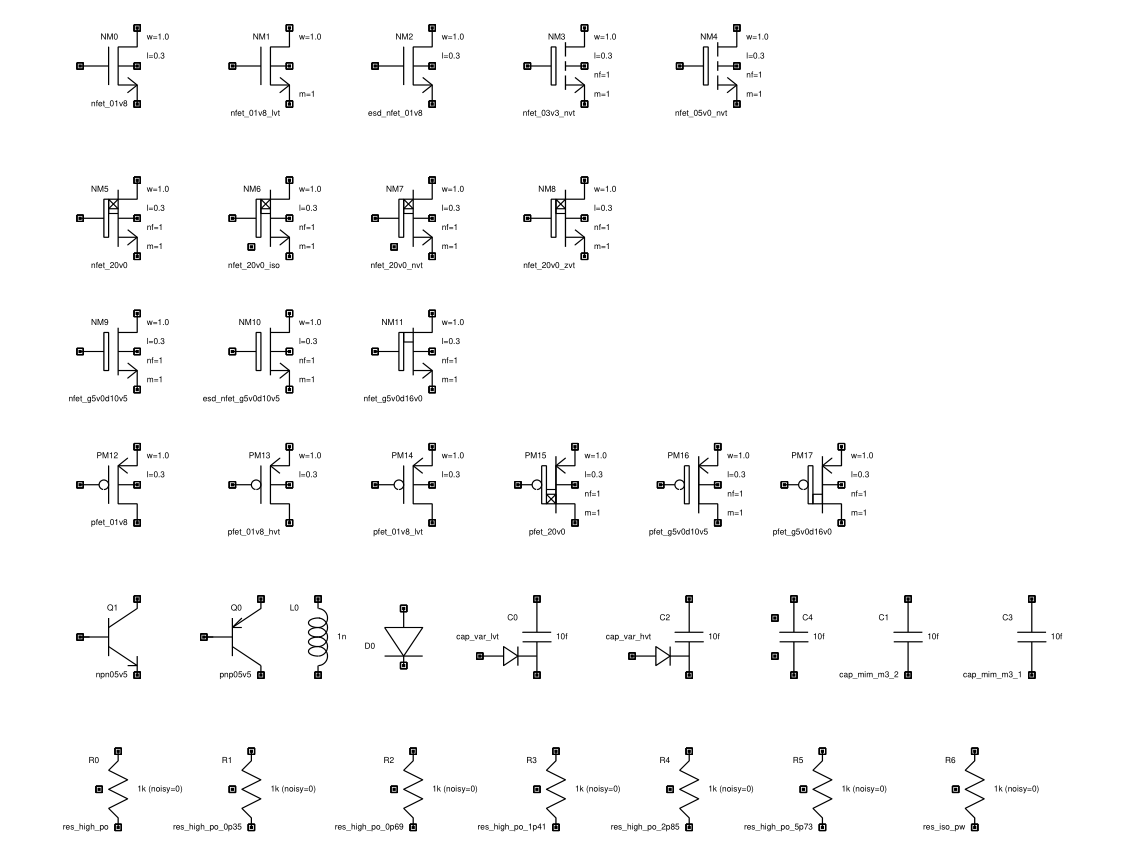 NM0 w=1.0 NM1 w=1.0 NM2 w=1.0 NM3 w=1.0 NM4 w=1.0
l=0.3 l=0.3 l=0.3 l=0.3 l=0.3
nf=1 nf=1
m=1 m=1 m=1
nfet_01v8
nfet_01v8_lvt esd_nfet_01v8 nfet_03v3_nvt nfet_05v0_nvt
NM5 w=1.0 NM6 w=1.0 NM7 w=1.0 NM8 w=1.0
l=0.3 l=0.3 l=0.3 l=0.3
nf=1 nf=1 nf=1 nf=1
m=1 m=1 m=1 m=1
nfet_20v0 nfet_20v0_iso nfet_20v0_nvt nfet_20v0_zvt
NM9 w=1.0 NM10 w=1.0 NM11 w=1.0
l=0.3 l=0.3 l=0.3
nf=1 nf=1 nf=1
m=1 m=1 m=1
nfet_g5v0d10v5 esd_nfet_g5v0d10v5 nfet_g5v0d16v0
PM12 w=1.0 PM13 w=1.0 PM14 w=1.0 PM15 w=1.0 PM16 w=1.0 PM17 w=1.0
l=0.3 l=0.3 l=0.3 l=0.3 l=0.3 l=0.3
nf=1 nf=1 nf=1
m=1 m=1 m=1
pfet_01v8
pfet_01v8_hvt pfet_01v8_lvt pfet_20v0 pfet_g5v0d10v5 pfet_g5v0d16v0
Q1 Q0 L0
C0 C2 C4 C1 C3
1n cap_var_lvt 10f cap_var_hvt 10f 10f 10f 10f
D0
npn05v5 pnp05v5 cap_mim_m3_2 cap_mim_m3_1
R0 R1 R2 R3 R4 R5 R6
1k (noisy=0) 1k (noisy=0) 1k (noisy=0) 1k (noisy=0) 1k (noisy=0) 1k (noisy=0) 1k (noisy=0)
res_high_po res_high_po_0p35 res_high_po_0p69 res_high_po_1p41 res_high_po_2p85 res_high_po_5p73 res_iso_pw